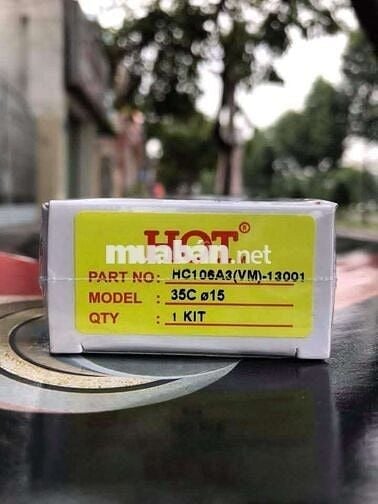 HOT®
muaban.net
PART NO: HC106A3(VM)-13001
MODEL : 35C ø15
QTY : 1 KIT